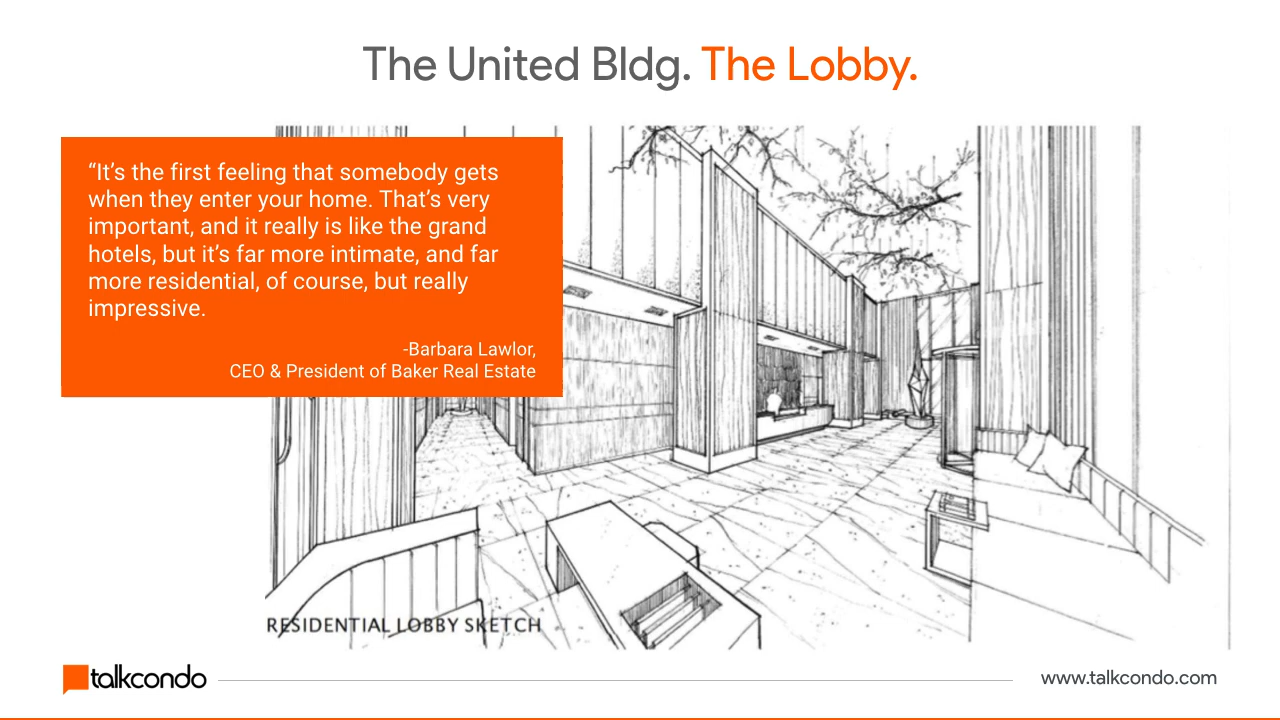 The United Bldg. The Lobby.
“It’s the first feeling that somebody gets
when they enter your home. That’s very
important, and it really is like the grand
hotels, but it’s far more intimate, and far
more residential, of course, but really
impressive.
-Barbara Lawlor,
CEO & President of Baker Real Estate
RESIDENTIAL LOBBY SKETCH
talkcondo
www.talkcondo.com